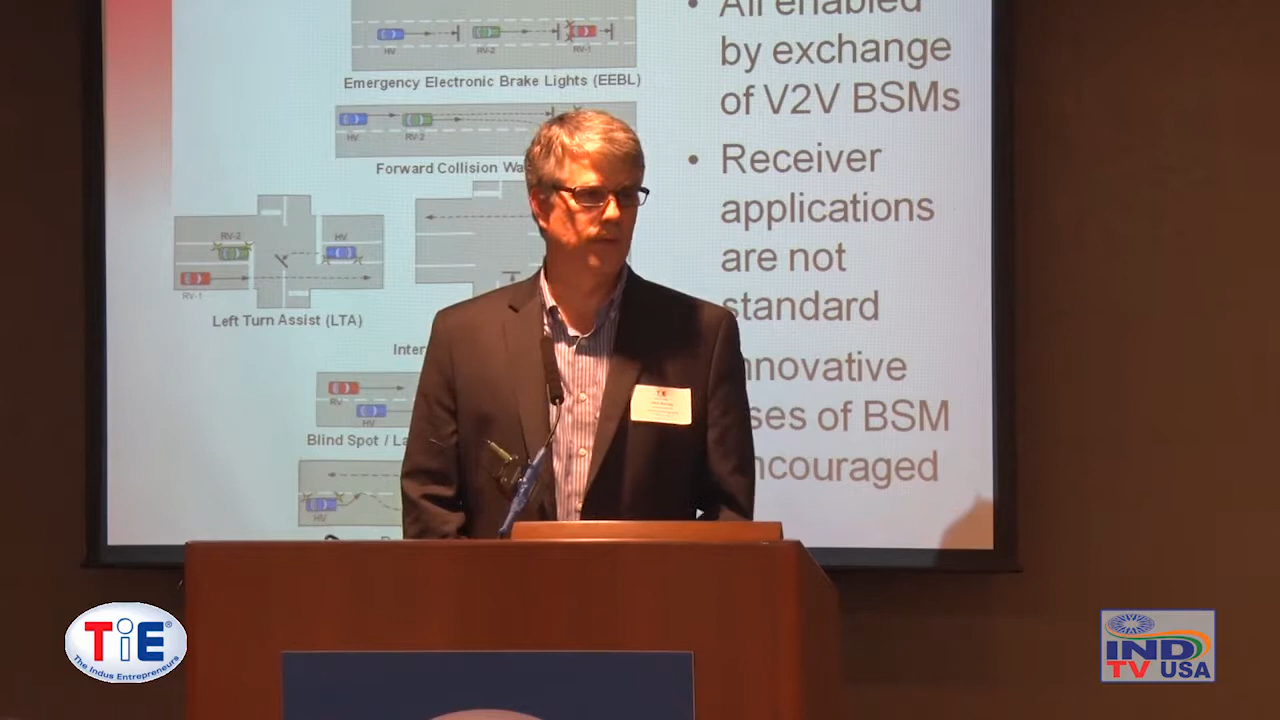 HV
RV-2
RV-1
Emergency Electronic Brake Lights (EEBL)
HV
RV-2
Forward Collision Wa
RV-2
HV
RV-1
Left Turn Assist (LTA)
Inter
RV
HV
Blind Spot / La
HV
• All enabled
by exchange
of V2V BSMs
• Receiver
applications
are not
standard
nnovative
ses of BSM
ncouraged
TiE®
The Indus Entrepreneurs
IND
TV USA